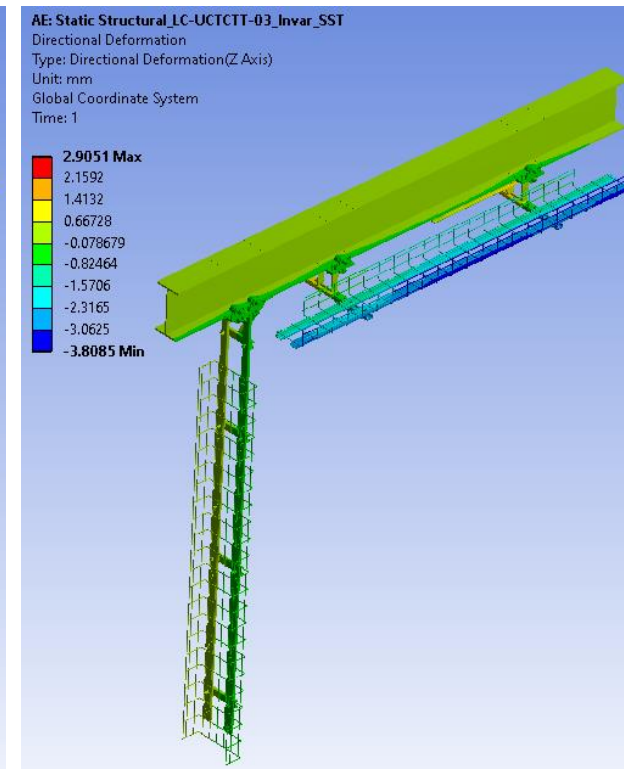 AE: Static Structural_LC-UCTCTT-03_Invar_SST
Directional Deformation
Type: Directional Deformation(Z Axis)
Unit: mm
Global Coordinate System
Time: 1
2.9051 Max
2.1592
1.4132
0.66728
-0.078679
-0.82464
-1.5706
-2.3165
-3.0625
-3.8085 Min